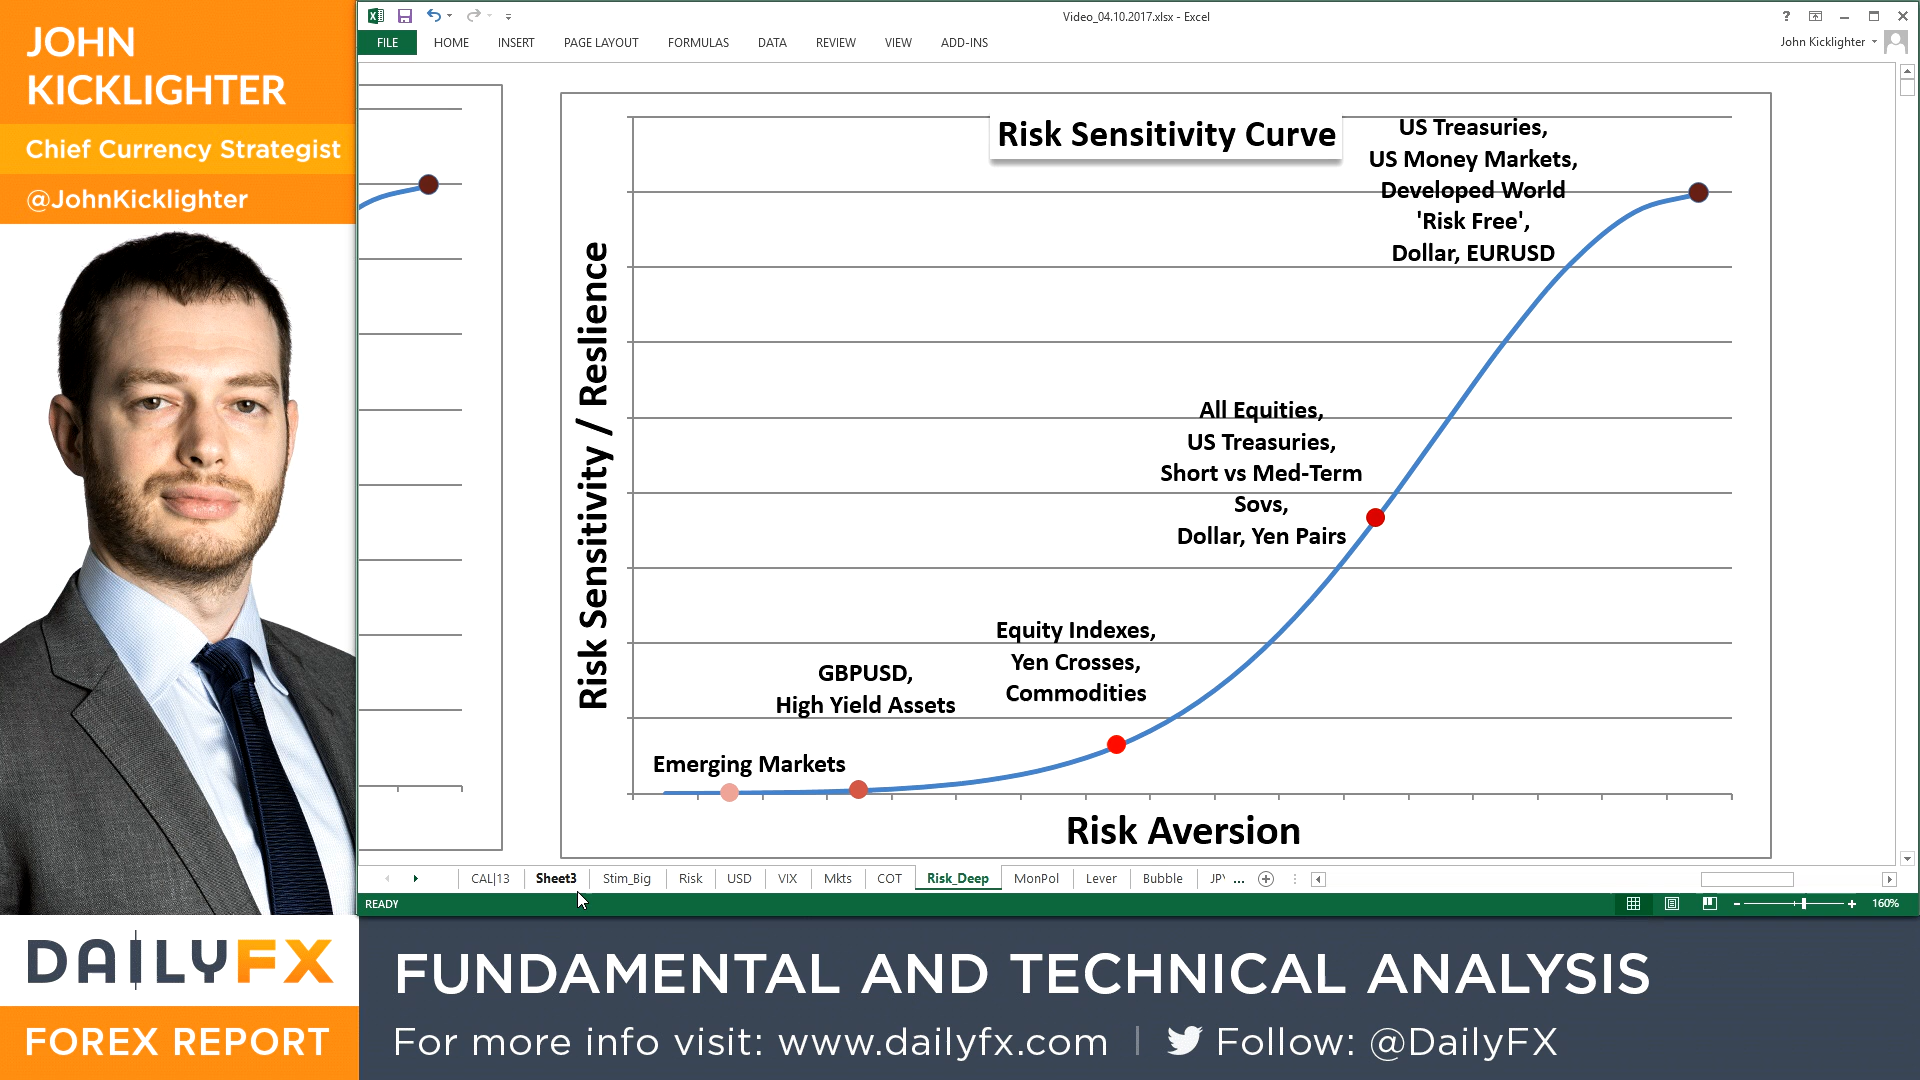 JOHN
KICKLIGHTER
Chief Currency Strategist
@JohnKicklighter
Video_04.10.2017.xlsx - Excel
?
FILE HOME INSERT PAGE LAYOUT FORMULAS DATA REVIEW VIEW ADD-INS
John Kicklighter
Risk Sensitivity Curve
US Treasuries,
US Money Markets,
Developed World
'Risk Free',
Dollar, EURUSD
Risk Sensitivity / Reslience
All Equities,
US Treasuries,
Short vs Med-Term
Sovs,
Dollar, Yen Pairs
Equity Indexes,
Yen Crosses,
Commodities
GBPUSD,
High Yield Assets
Emerging Markets
Risk Aversion
CAL|13 Sheet3 Stim_Big Risk USD VIX Mkts COT Risk_Deep MonPol Lever Bubble JPY ...
READY
160%
DAILYFX
FOREX REPORT
FUNDAMENTAL AND TECHNICAL ANALYSIS
For more info visit: www.dailyfx.com | Follow: @DailyFX